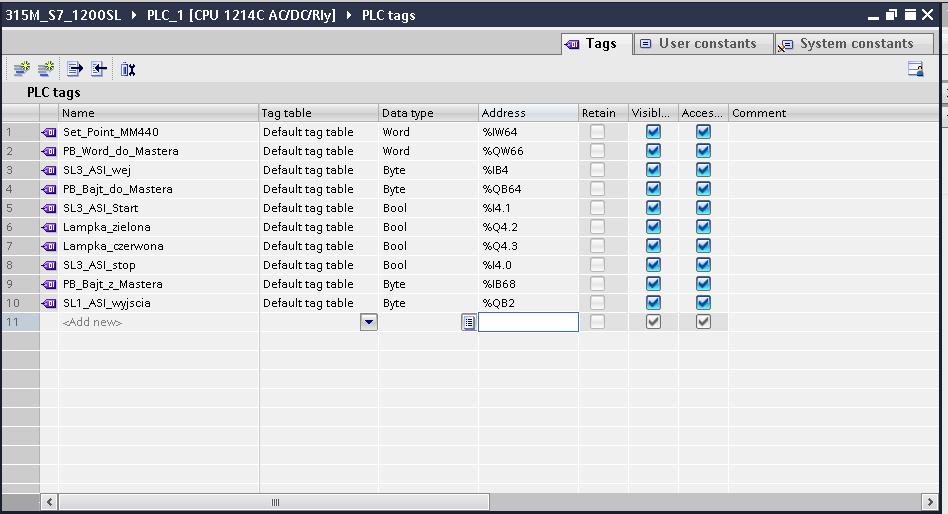 315M_S7_1200SL ▸ PLC_1 [CPU 1214C AC/DC/Rly] ▸ PLC tags
Tags User constants System constants
PLC tags
Name Tag table Data type Address Retain Visibl... Acces... Comment
1 Set_Point_MM440 Default tag table Word %IW64
2 PB_Word_do_Mastera Default tag table Word %QW66
3 SL3_ASI_wej Default tag table Byte %IB4
4 PB_Bajt_do_Mastera Default tag table Byte %QB64
5 SL3_ASI_Start Default tag table Bool %I4.1
6 Lampka_zielona Default tag table Bool %Q4.2
7 Lampka_czerwona Default tag table Bool %Q4.3
8 SL3_ASI_stop Default tag table Bool %I4.0
9 PB_Bajt_z_Mastera Default tag table Byte %IB68
10 SL1_ASI_wyjscia Default tag table Byte %QB2
11 <Add new>